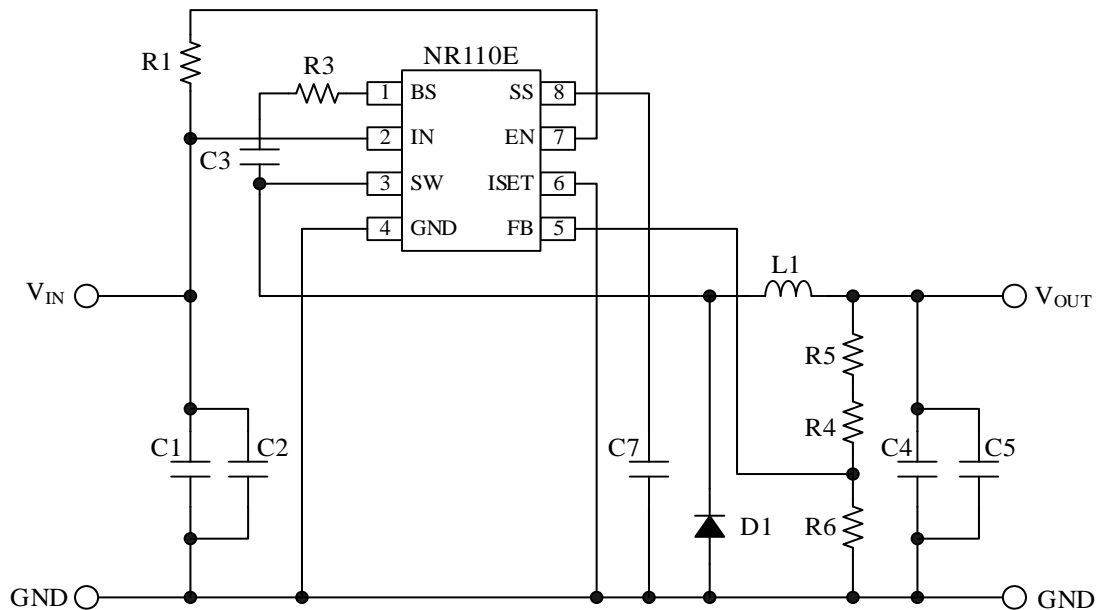 R1
R3
NR110E
C3
1 BS
2 IN
3 SW
4 GND
SS 8
EN 7
ISET 6
FB 5
L1
VIN
VOUT
R5
R4
C1
C2
C7
C4
C5
D1
R6
GND
GND